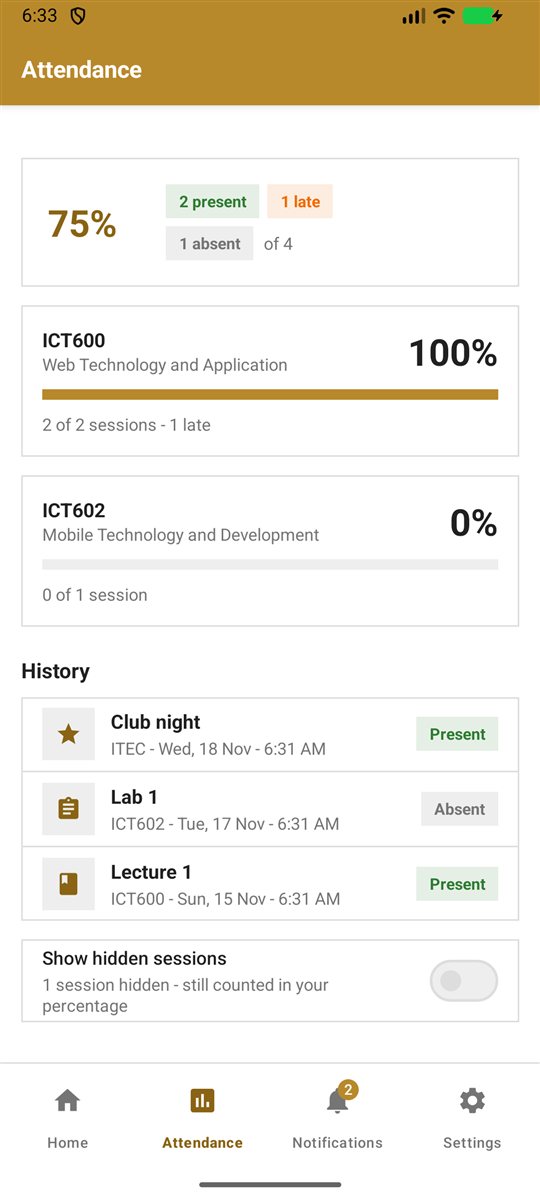 6:33
Attendance
75%
2 present
1 late
1 absent
of 4
ICT600
Web Technology and Application
100%
2 of 2 sessions - 1 late
ICT602
Mobile Technology and Development
0%
0 of 1 session
History
Club night
ITEC - Wed, 18 Nov - 6:31 AM
Present
Lab 1
ICT602 - Tue, 17 Nov - 6:31 AM
Absent
Lecture 1
ICT600 - Sun, 15 Nov - 6:31 AM
Present
Show hidden sessions
1 session hidden - still counted in your
percentage
2
Home
Attendance
Notifications
Settings